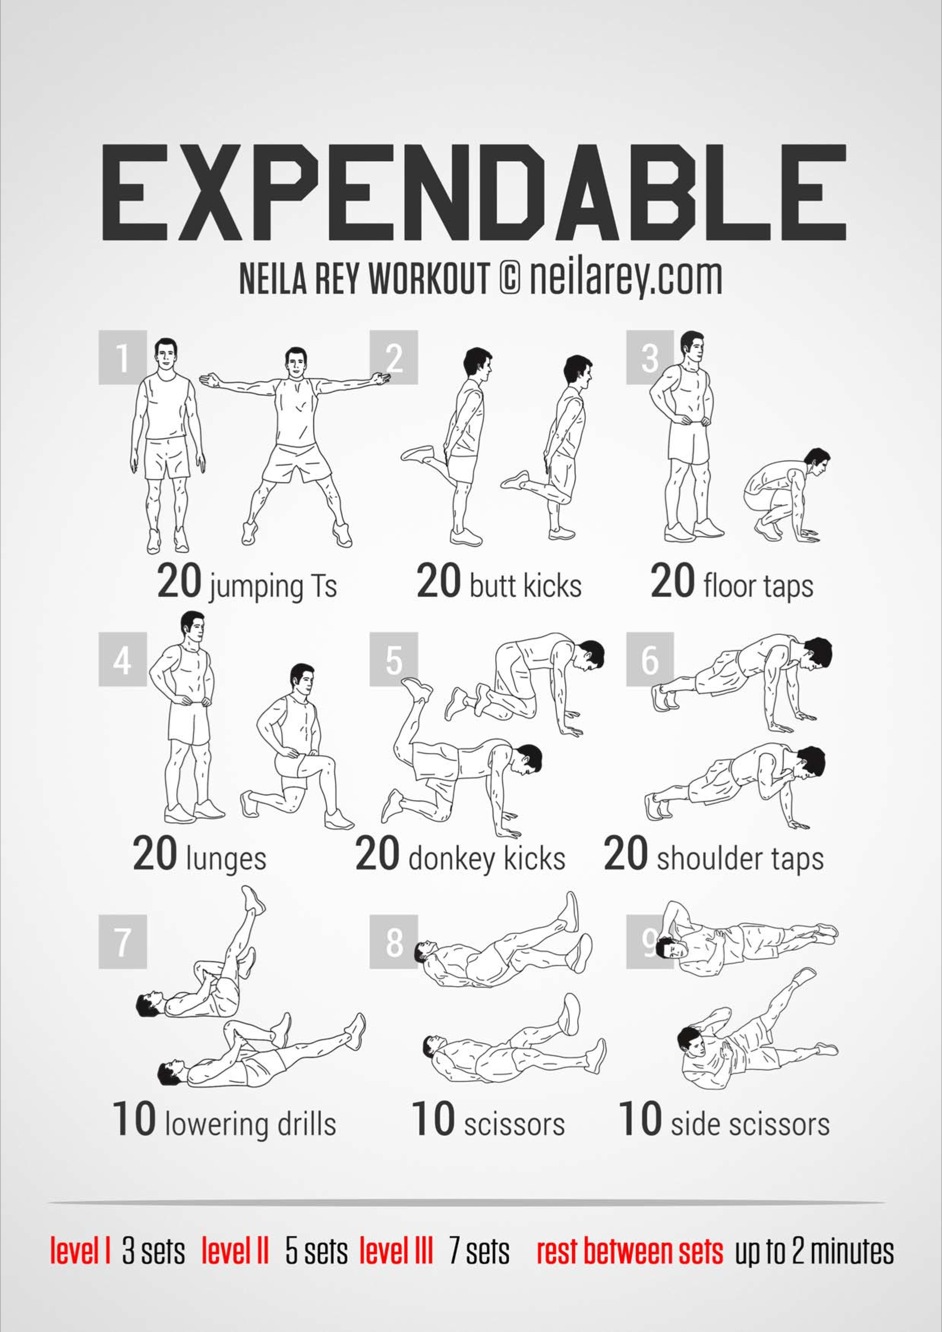 EXPENDABLE
NEILA REY WORKOUT © neilarey.com
1
2
3
20 jumping Ts
20 butt kicks
20 floor taps
4
5
6
20 lunges
20 donkey kicks
20 shoulder taps
7
8
9
10 lowering drills
10 scissors
10 side scissors
level I 3 sets level II 5 sets level III 7 sets rest between sets up to 2 minutes